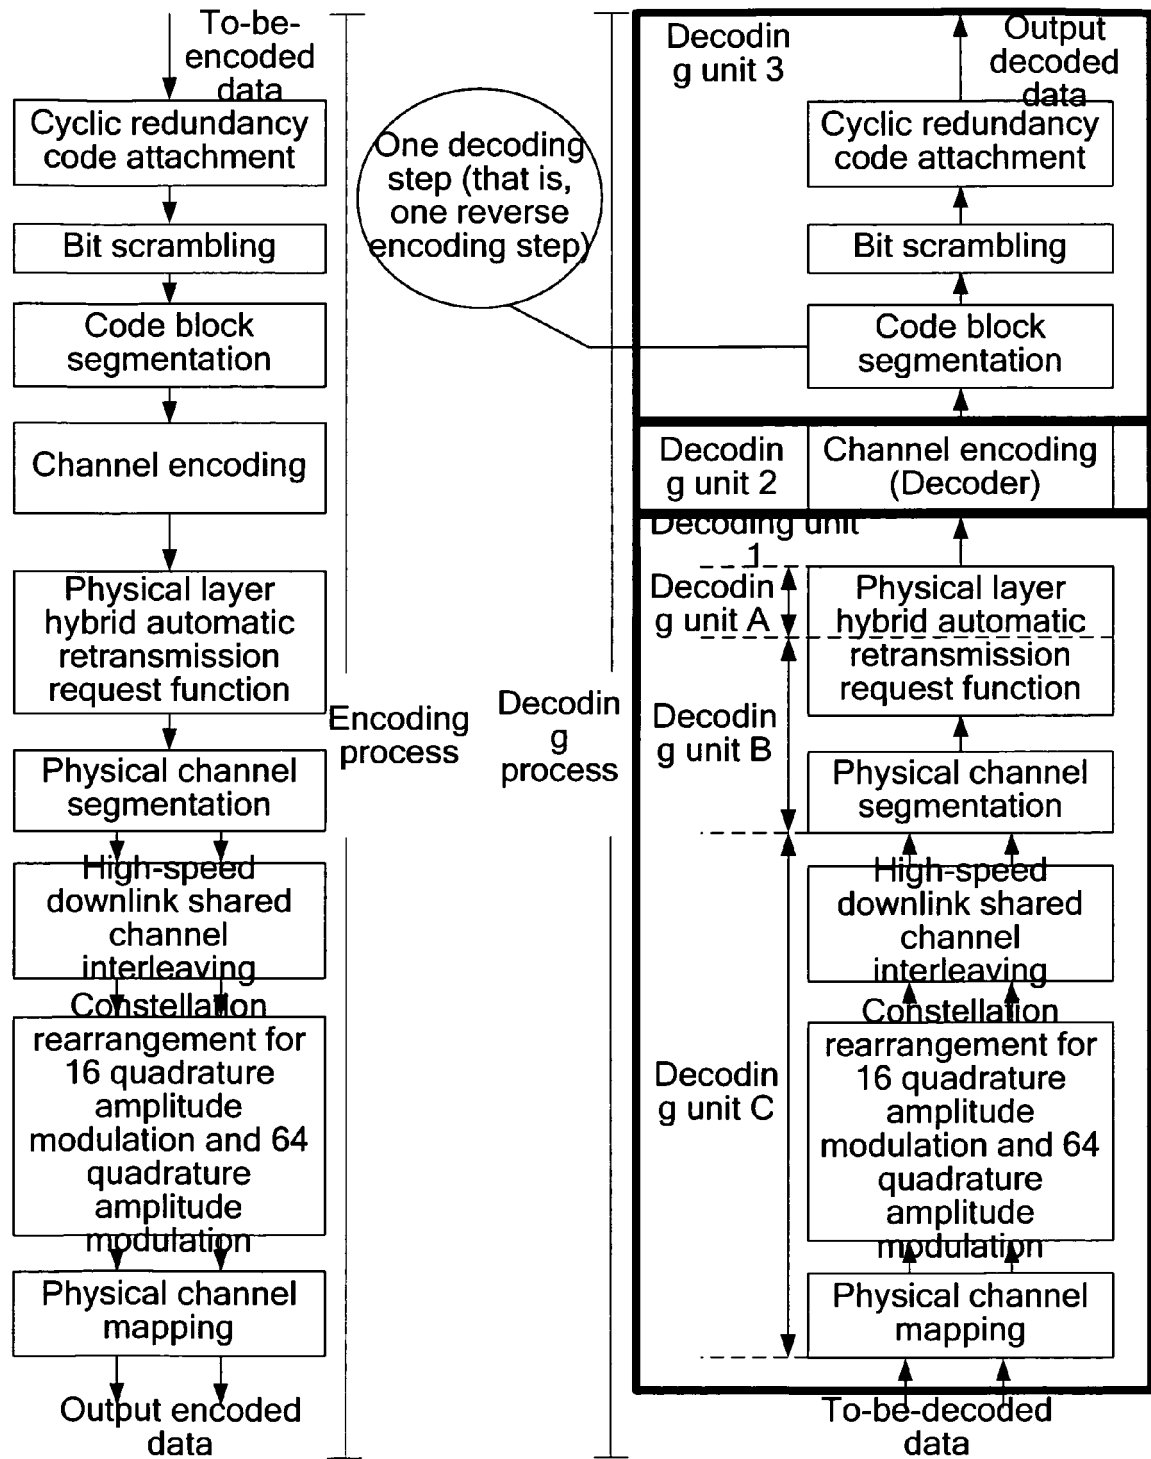 To-be-
encoded
data
Cyclic redundancy
code attachment
Bit scrambling
Code block
segmentation
Channel encoding
Physical layer
hybrid automatic
retransmission
request function
Physical channel
segmentation
High-speed
downlink shared
channel
interleaving
Constellation
rearrangement for
16 quadrature
amplitude
modulation and 64
quadrature
amplitude
modulation
Physical channel
mapping
Output encoded
data
Encoding
process
One decoding
step (that is,
one reverse
encoding step)
Decodin
g
process
Decodin
g unit 3
Output
decoded
data
Cyclic redundancy
code attachment
Bit scrambling
Code block
segmentation
Decodin
g unit 2
Channel encoding
(Decoder)
Decoding unit
1
Decodin
g unit A
Physical layer
hybrid automatic
retransmission
request function
Decodin
g unit B
Physical channel
segmentation
High-speed
downlink shared
channel
interleaving
Constellation
rearrangement for
16 quadrature
amplitude
modulation and 64
quadrature
amplitude
modulation
Decodin
g unit C
Physical channel
mapping
To-be-decoded
data